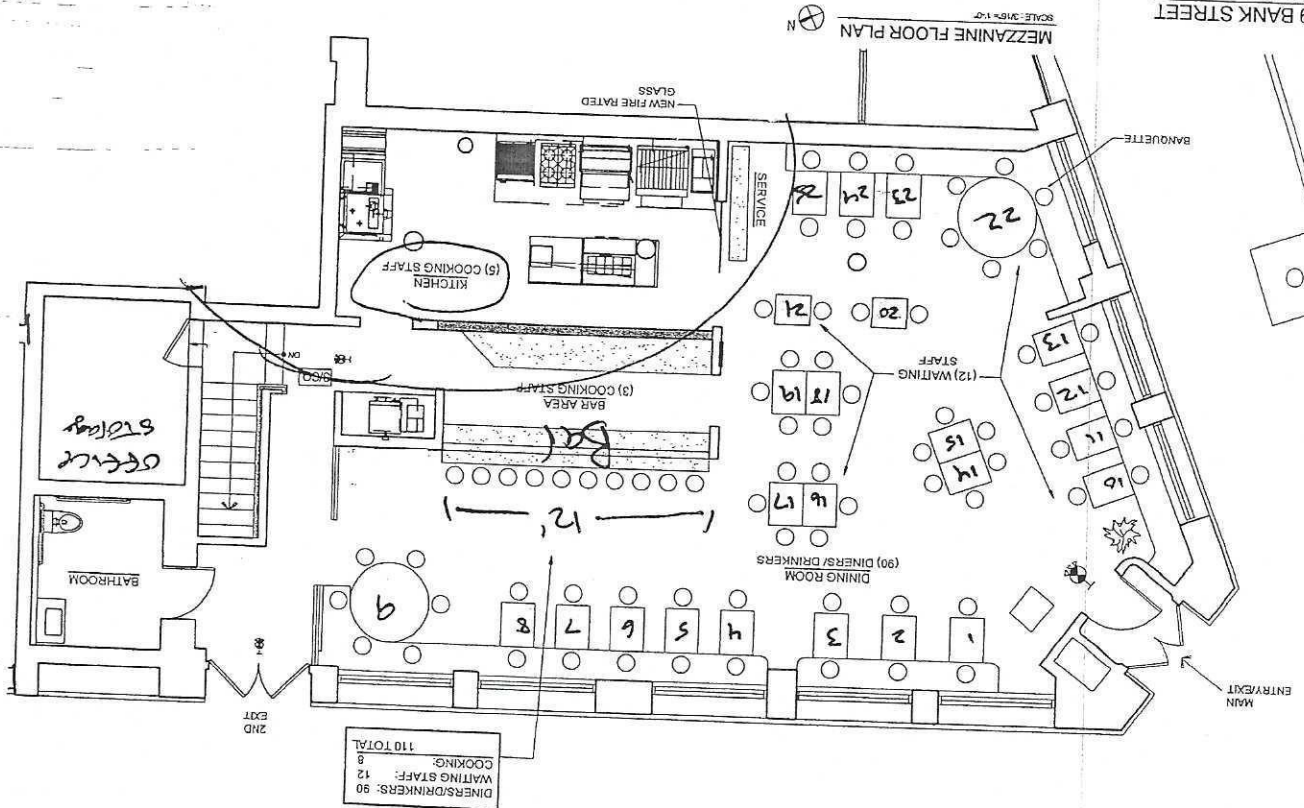 9 BANK STREET
MEZZANINE FLOOR PLAN
SCALE: 3/16"= 1'-0"
N
NEW FIRE RATED
GLASS
BANQUETTE
SERVICE
22
23
24
25
KITCHEN
(5) COOKING STAFF
20
21
13
12
11
10
(12) WAITING
STAFF
18
19
15
14
16
17
BAR AREA
(3) COOKING STAFF
Bar
12'
S/CO
DN
OFFICE
STOrage
BATHROOM
DINING ROOM
(90) DINERS/ DRINKERS
1
2
3
4
5
6
7
8
9
MAIN
ENTRY/EXIT
2ND
EXIT
DINERS/DRINKERS: 90
WAITING STAFF: 12
COOKING: 8
110 TOTAL